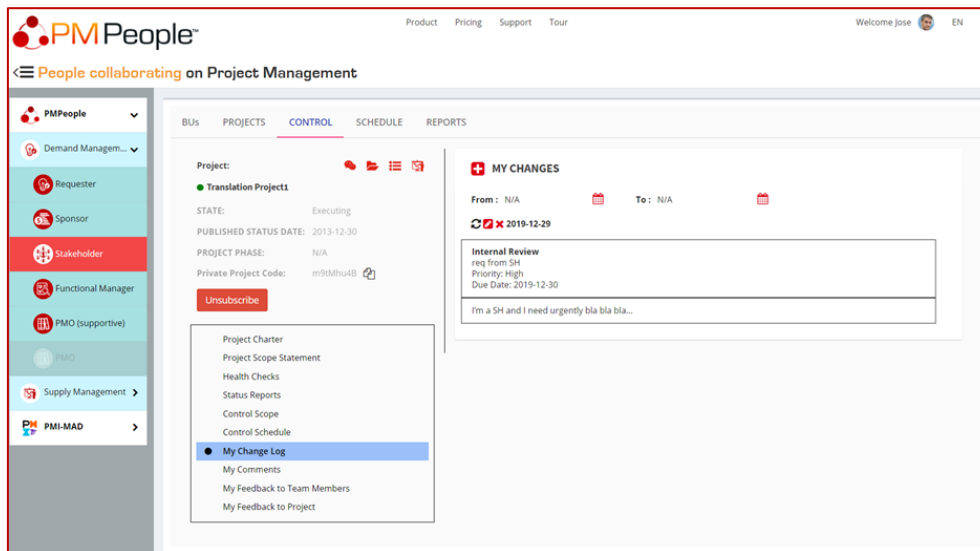 PMPeople™
Product Pricing Support Tour
Welcome Jose EN
People collaborating on Project Management
PMPeople
Demand Managem...
Requester
Sponsor
Stakeholder
Functional Manager
PMO (supportive)
PMO
Supply Management
PMI-MAD
BUs PROJECTS CONTROL SCHEDULE REPORTS
Project:
Translation Project1
STATE: Executing
PUBLISHED STATUS DATE: 2013-12-30
PROJECT PHASE: N/A
Private Project Code: m9tMhu4B
Unsubscribe
Project Charter
Project Scope Statement
Health Checks
Status Reports
Control Scope
Control Schedule
My Change Log
My Comments
My Feedback to Team Members
My Feedback to Project
MY CHANGES
From : N/A To : N/A
2019-12-29
Internal Review
req from SH
Priority: High
Due Date: 2019-12-30
I'm a SH and I need urgently bla bla bla...